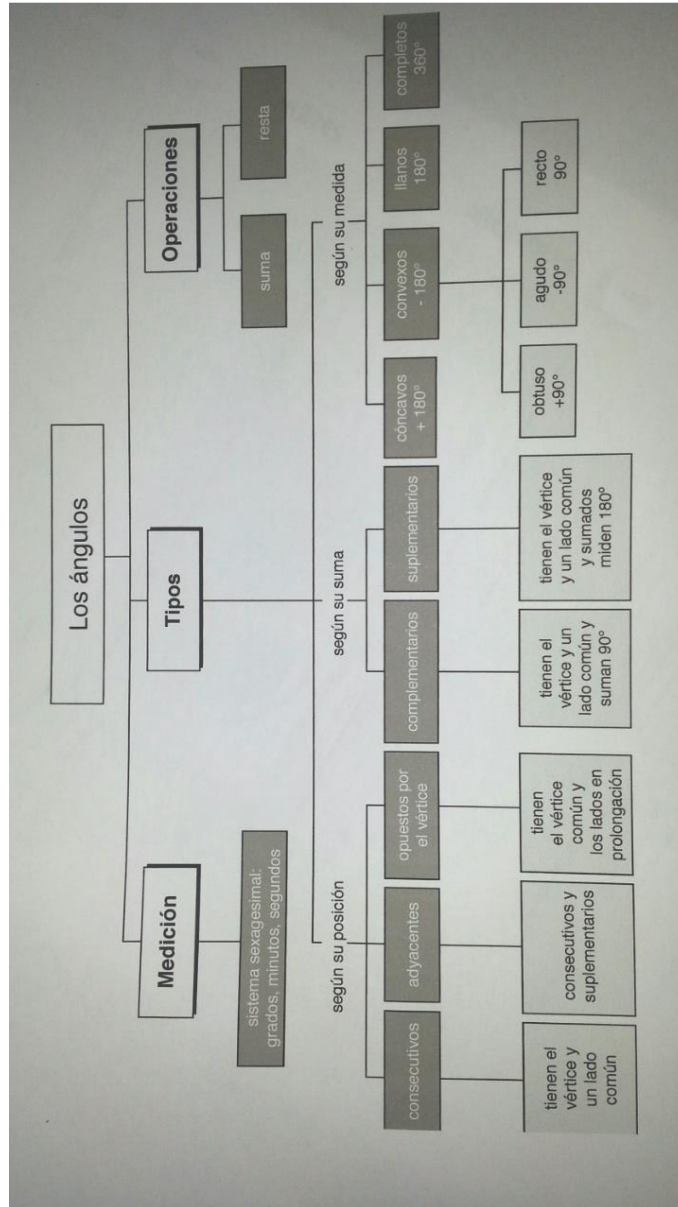 Los ángulos
Medición
Tipos
Operaciones
sistema sexagesimal:
grados, minutos, segundos
suma
resta
según su posición
según su suma
según su medida
consecutivos
adyacentes
opuestos por
el vértice
complementarios
suplementarios
cóncavos
+ 180°
convexos
- 180°
llanos
180°
completos
360°
tienen el
vértice y
un lado
común
consecutivos y
suplementarios
tienen
el vértice
común y
los lados en
prolongación
tienen el
vértice y un
lado común y
suman 90°
tienen el vértice
y un lado común
y sumados
miden 180°
obtuso
+90°
agudo
-90°
recto
90°